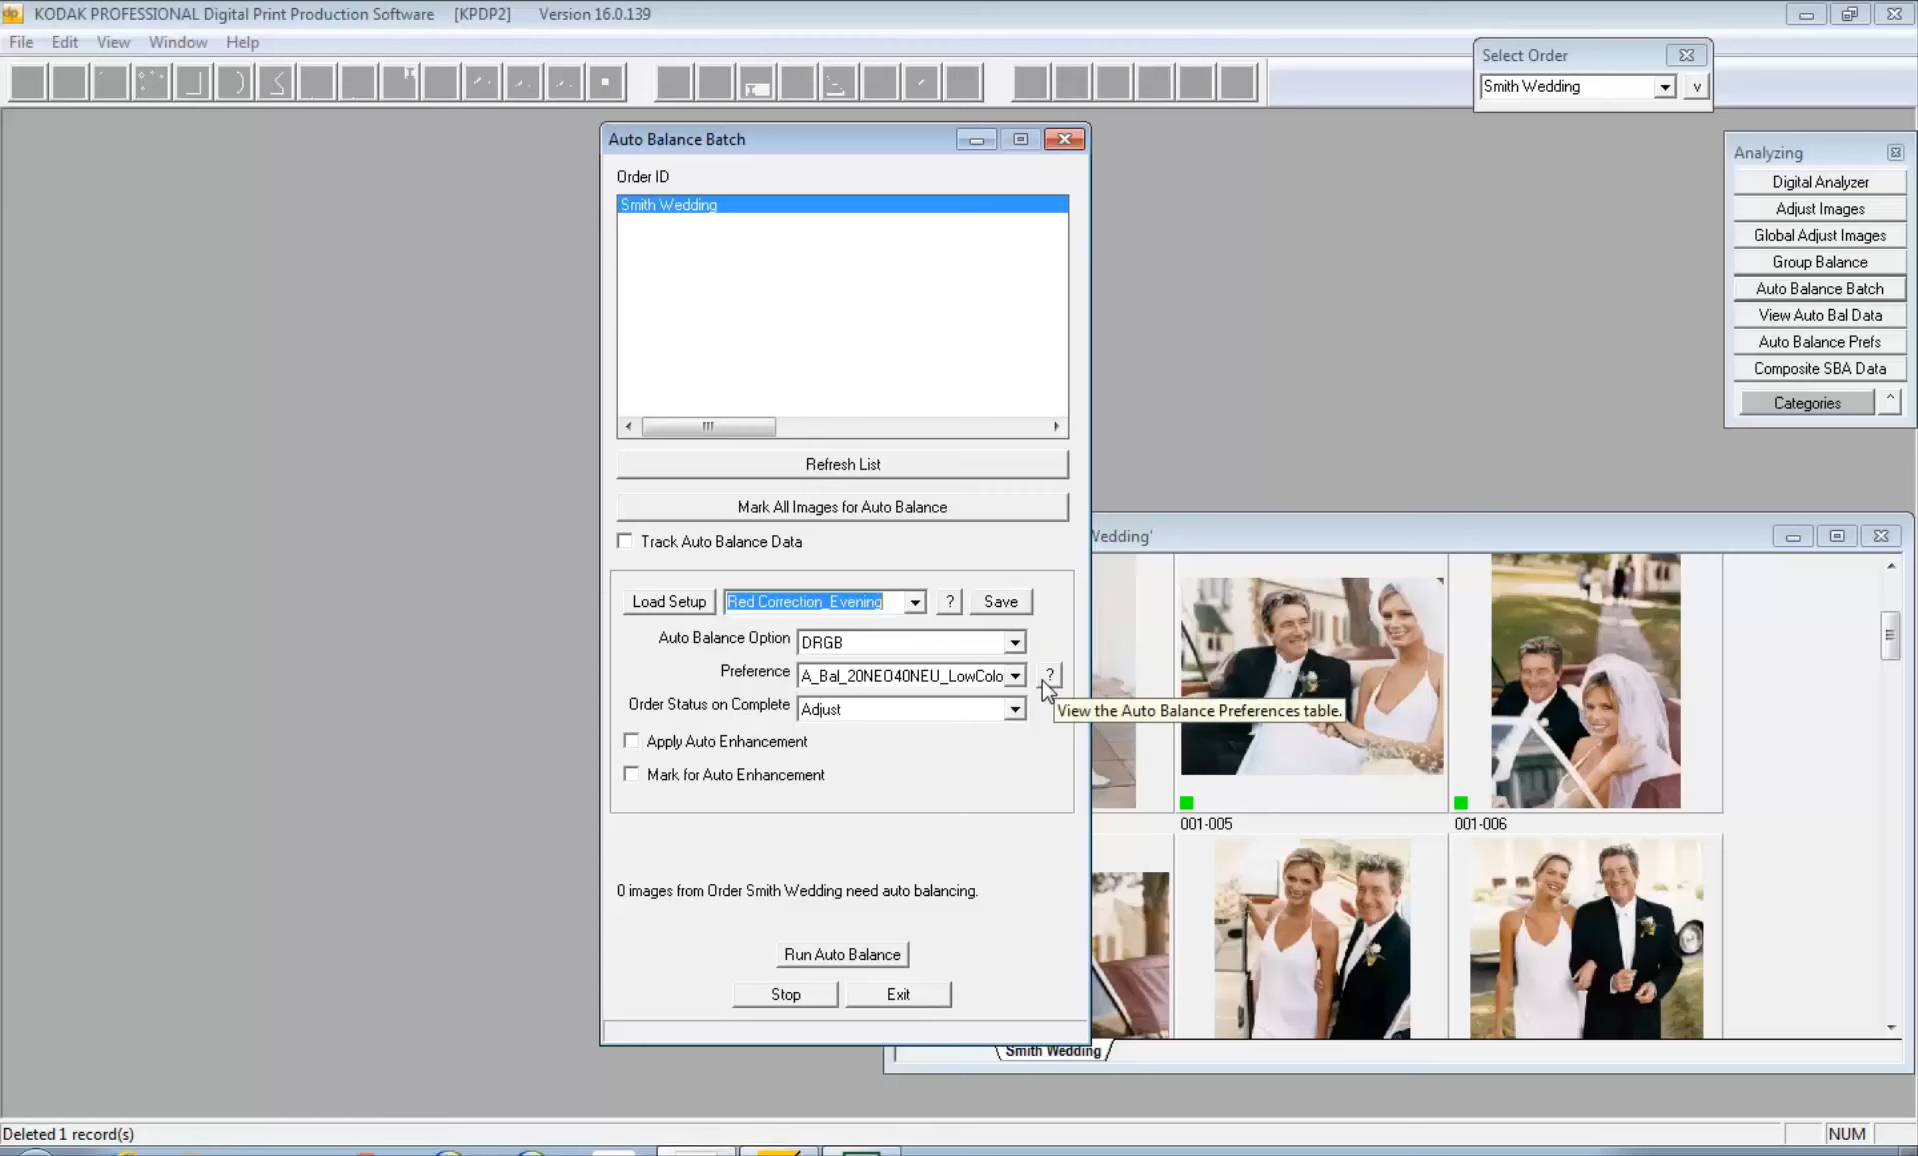 KODAK PROFESSIONAL Digital Print Production Software [KPDP2] Version 16.0.139
File Edit View Window Help
Select Order
Smith Wedding
v
Auto Balance Batch
Order ID
Smith Wedding
Refresh List
Mark All Images for Auto Balance
Track Auto Balance Data
Load Setup Red Correction_Evening ? Save
Auto Balance Option DRGB
Preference A_Bal_20NEO40NEU_LowColo ?
Order Status on Complete Adjust
View the Auto Balance Preferences table.
Apply Auto Enhancement
Mark for Auto Enhancement
0 images from Order Smith Wedding need auto balancing.
Run Auto Balance
Stop Exit
Analyzing
Digital Analyzer
Adjust Images
Global Adjust Images
Group Balance
Auto Balance Batch
View Auto Bal Data
Auto Balance Prefs
Composite SBA Data
Categories ^
Wedding'
001-005 001-006
Smith Wedding
Deleted 1 record(s) NUM